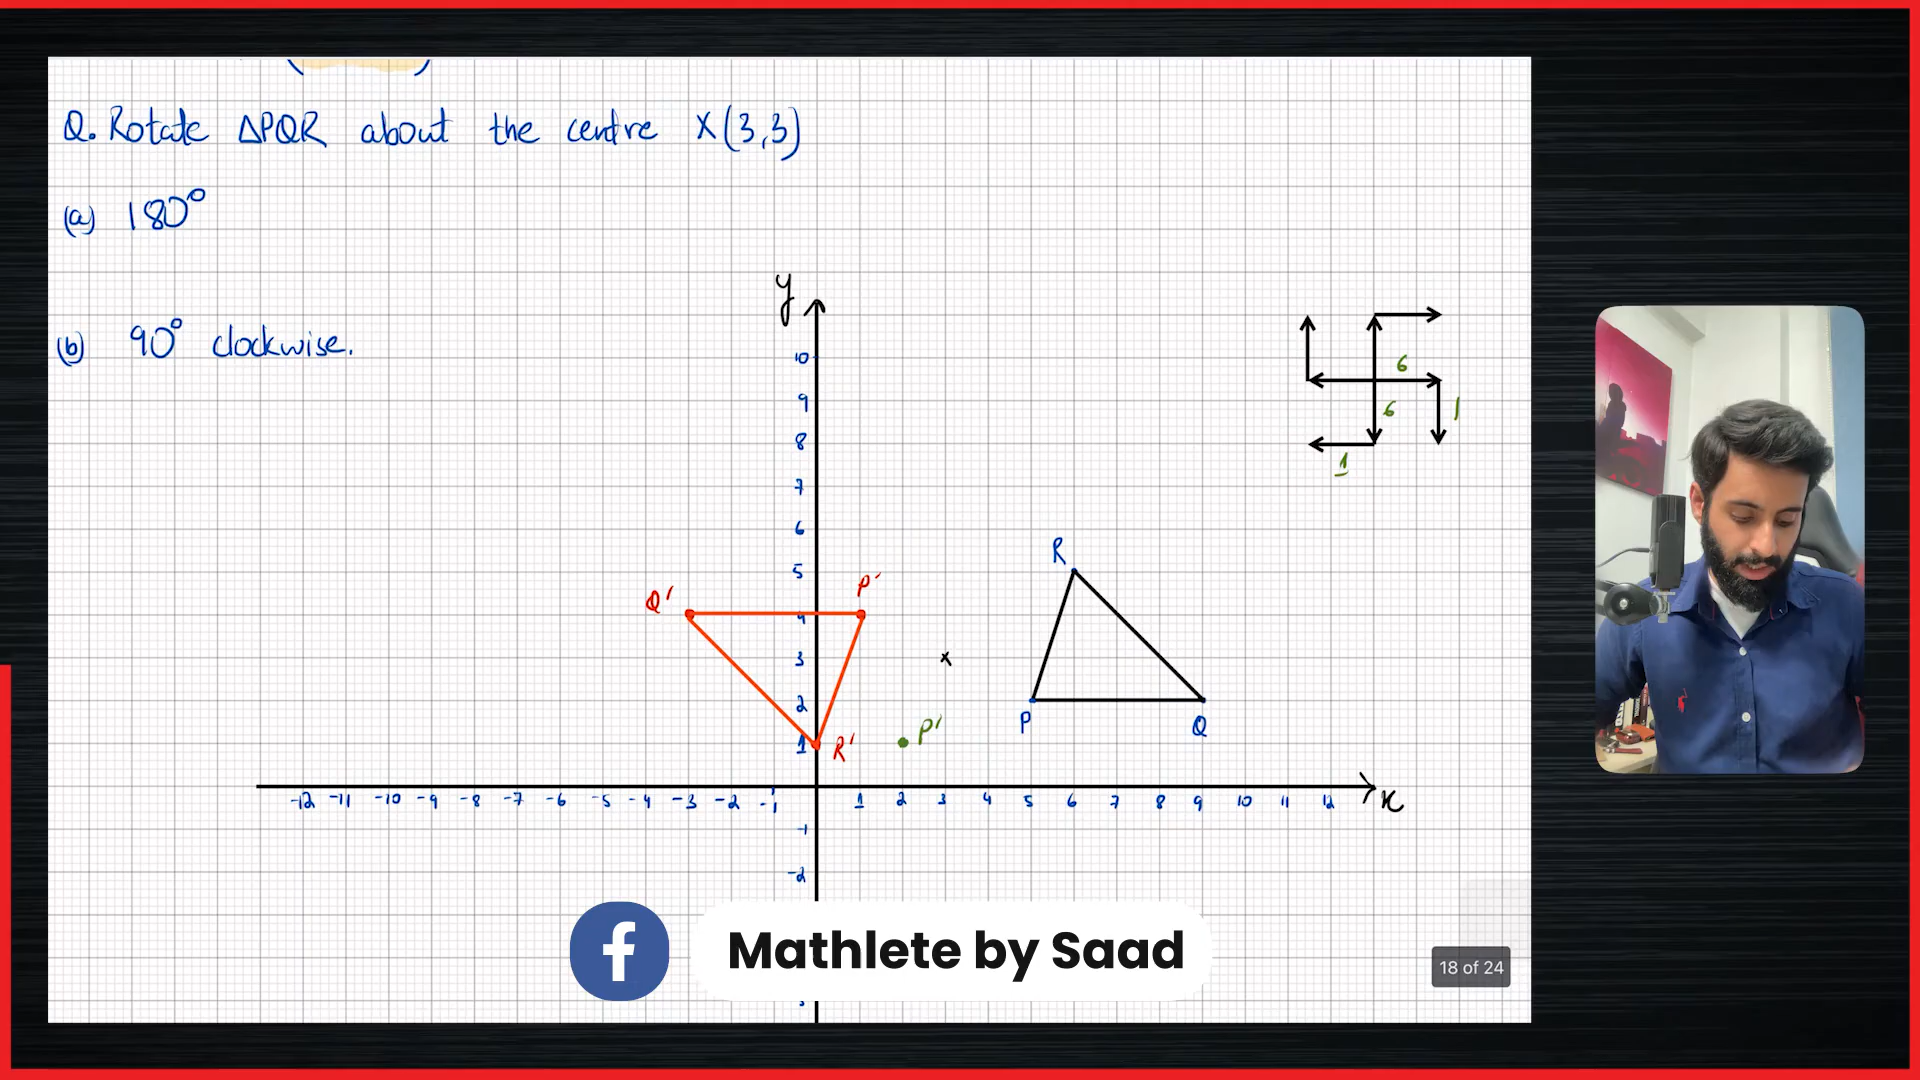 Q. Rotate ΔPQR about the centre X(3,3)
(a) 180°
(b) 90° clockwise.
y
10
9
8
7
6
5
4
3
2
1
-1
-2
-12 -11 -10 -9 -8 -7 -6 -5 -4 -3 -2 -1 1 2 3 4 5 6 7 8 9 10 11 12 x
6
6
1
1
R
P
Q
Q'
P'
R'
P'
x
Mathlete by Saad
18 of 24